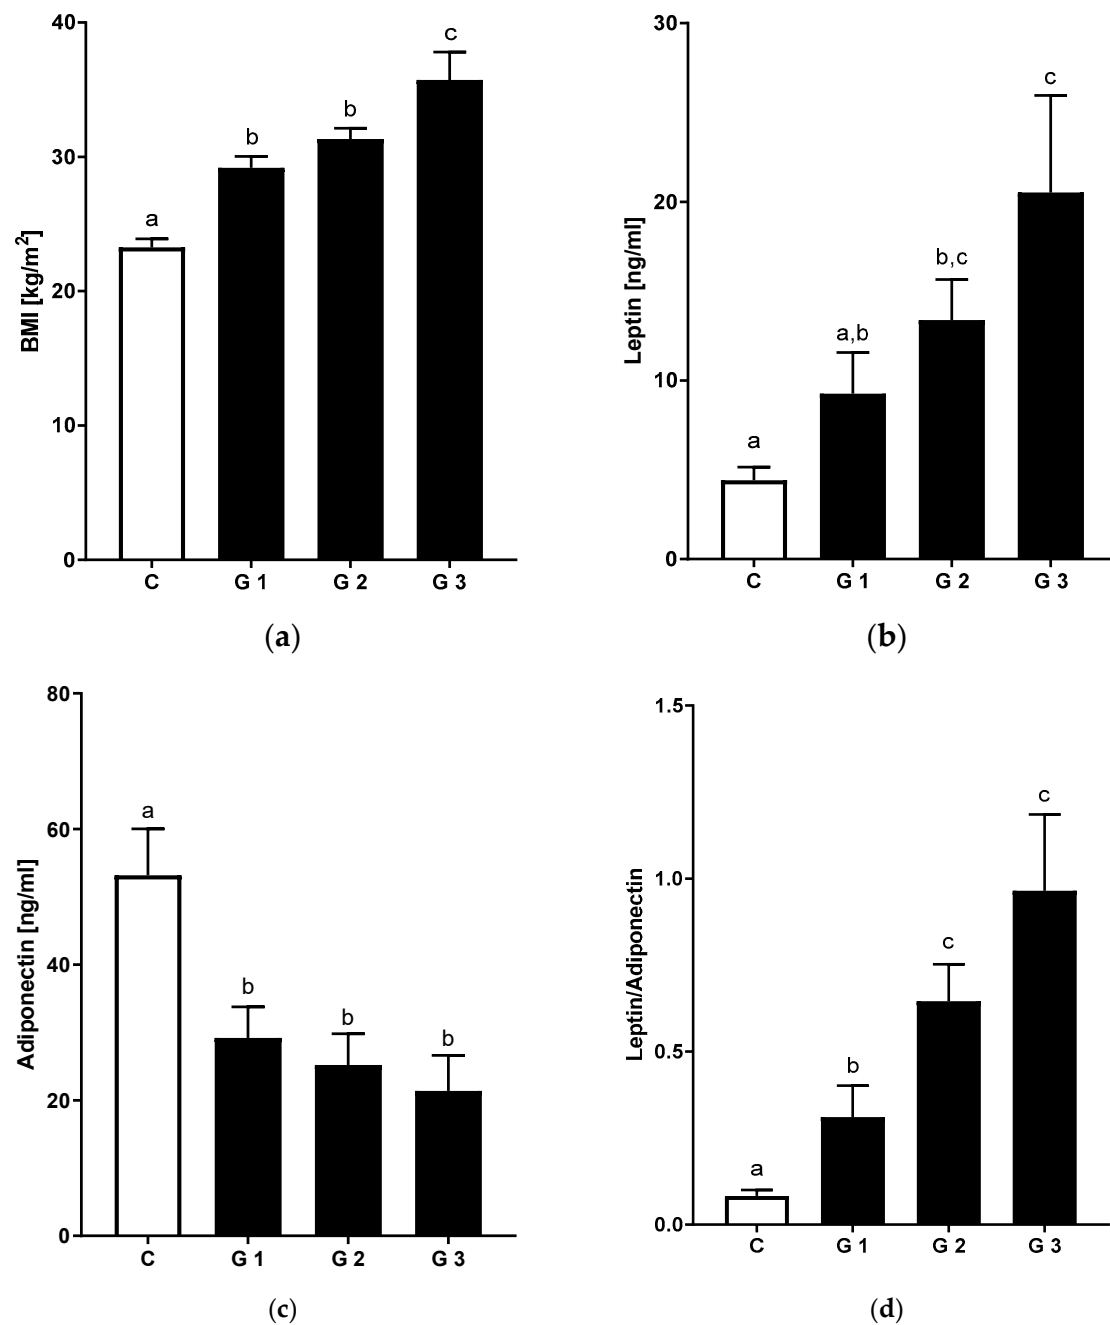 BMI [kg/m²]
40
30
20
10
0
a
b
b
c
C G 1 G 2 G 3
(a)
Leptin [ng/ml]
30
20
10
0
a
a,b
b,c
c
C G 1 G 2 G 3
(b)
Adiponectin [ng/ml]
80
60
40
20
0
a
b
b
b
C G 1 G 2 G 3
(c)
Leptin/Adiponectin
1.5
1.0
0.5
0.0
a
b
c
c
C G 1 G 2 G 3
(d)